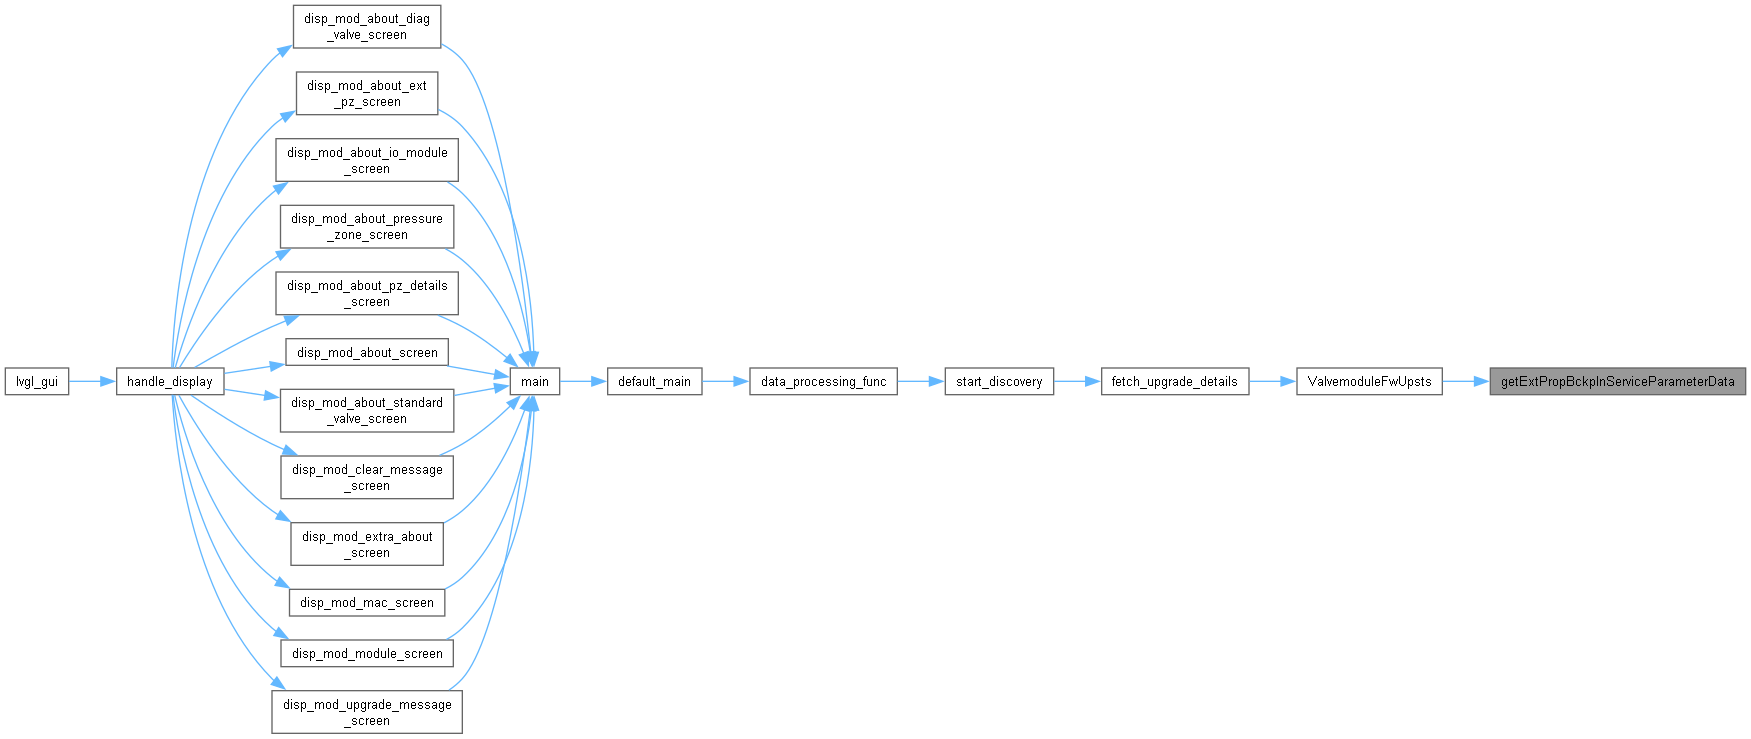 disp_mod_about_diag
_valve_screen
disp_mod_about_ext
_pz_screen
disp_mod_about_io_module
_screen
disp_mod_about_pressure
_zone_screen
disp_mod_about_pz_details
_screen
disp_mod_about_screen
lvgl_gui
handle_display
main
default_main
data_processing_func
start_discovery
fetch_upgrade_details
ValvemoduleFwUpsts
getExtPropBckpInServiceParameterData
disp_mod_about_standard
_valve_screen
disp_mod_clear_message
_screen
disp_mod_extra_about
_screen
disp_mod_mac_screen
disp_mod_module_screen
disp_mod_upgrade_message
_screen